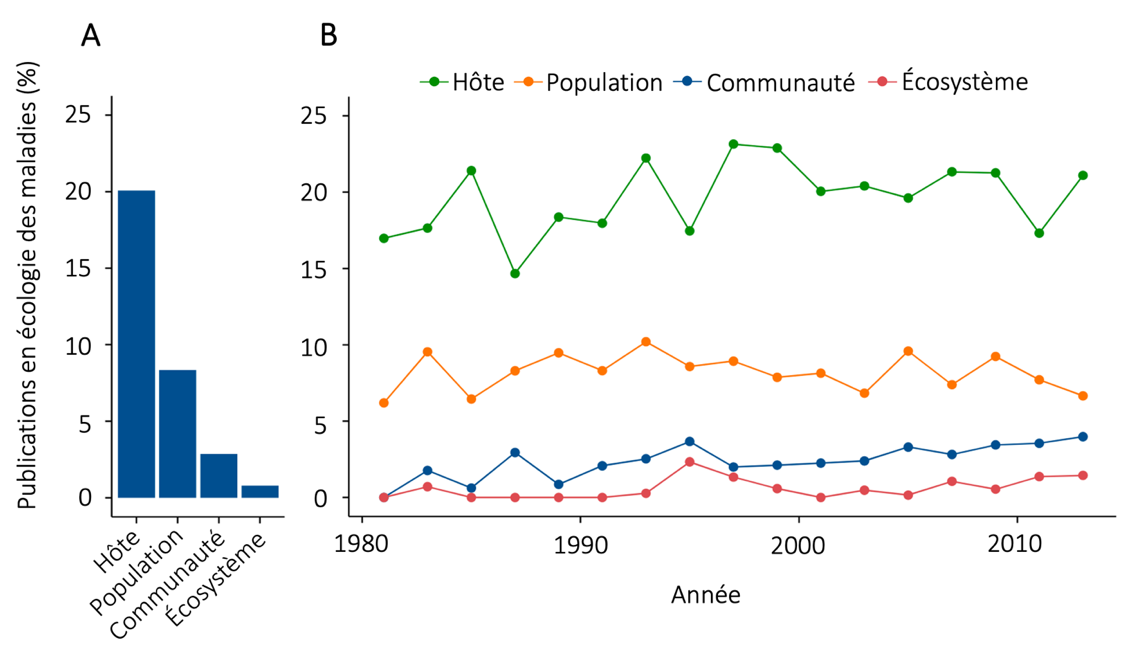 A
B
Publications en écologie des maladies (%)
25
20
15
10
5
0
Hôte
Population
Communauté
Écosystème
Hôte Population Communauté Écosystème
25
20
15
10
5
0
1980 1990 2000 2010
Année